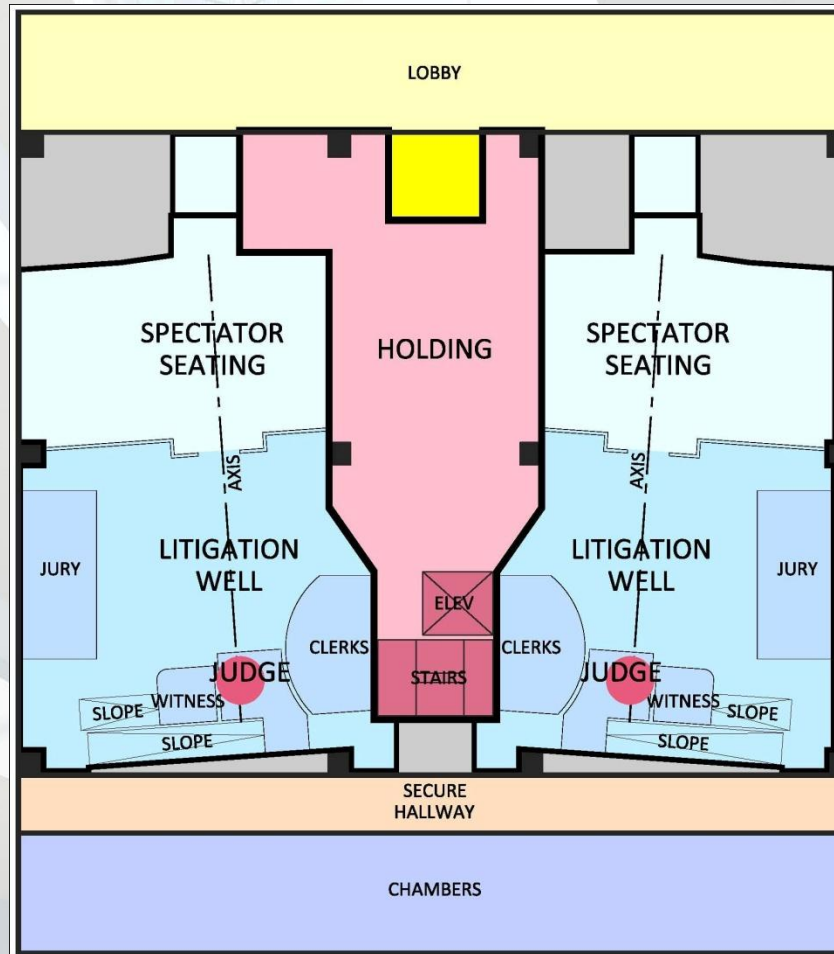 LOBBY
SPECTATOR
SEATING
HOLDING
SPECTATOR
SEATING
AXIS
AXIS
LITIGATION
WELL
LITIGATION
WELL
JURY
JURY
ELEV
CLERKS
CLERKS
STAIRS
JUDGE
JUDGE
WITNESS
WITNESS
SLOPE
SLOPE
SLOPE
SLOPE
SECURE
HALLWAY
CHAMBERS